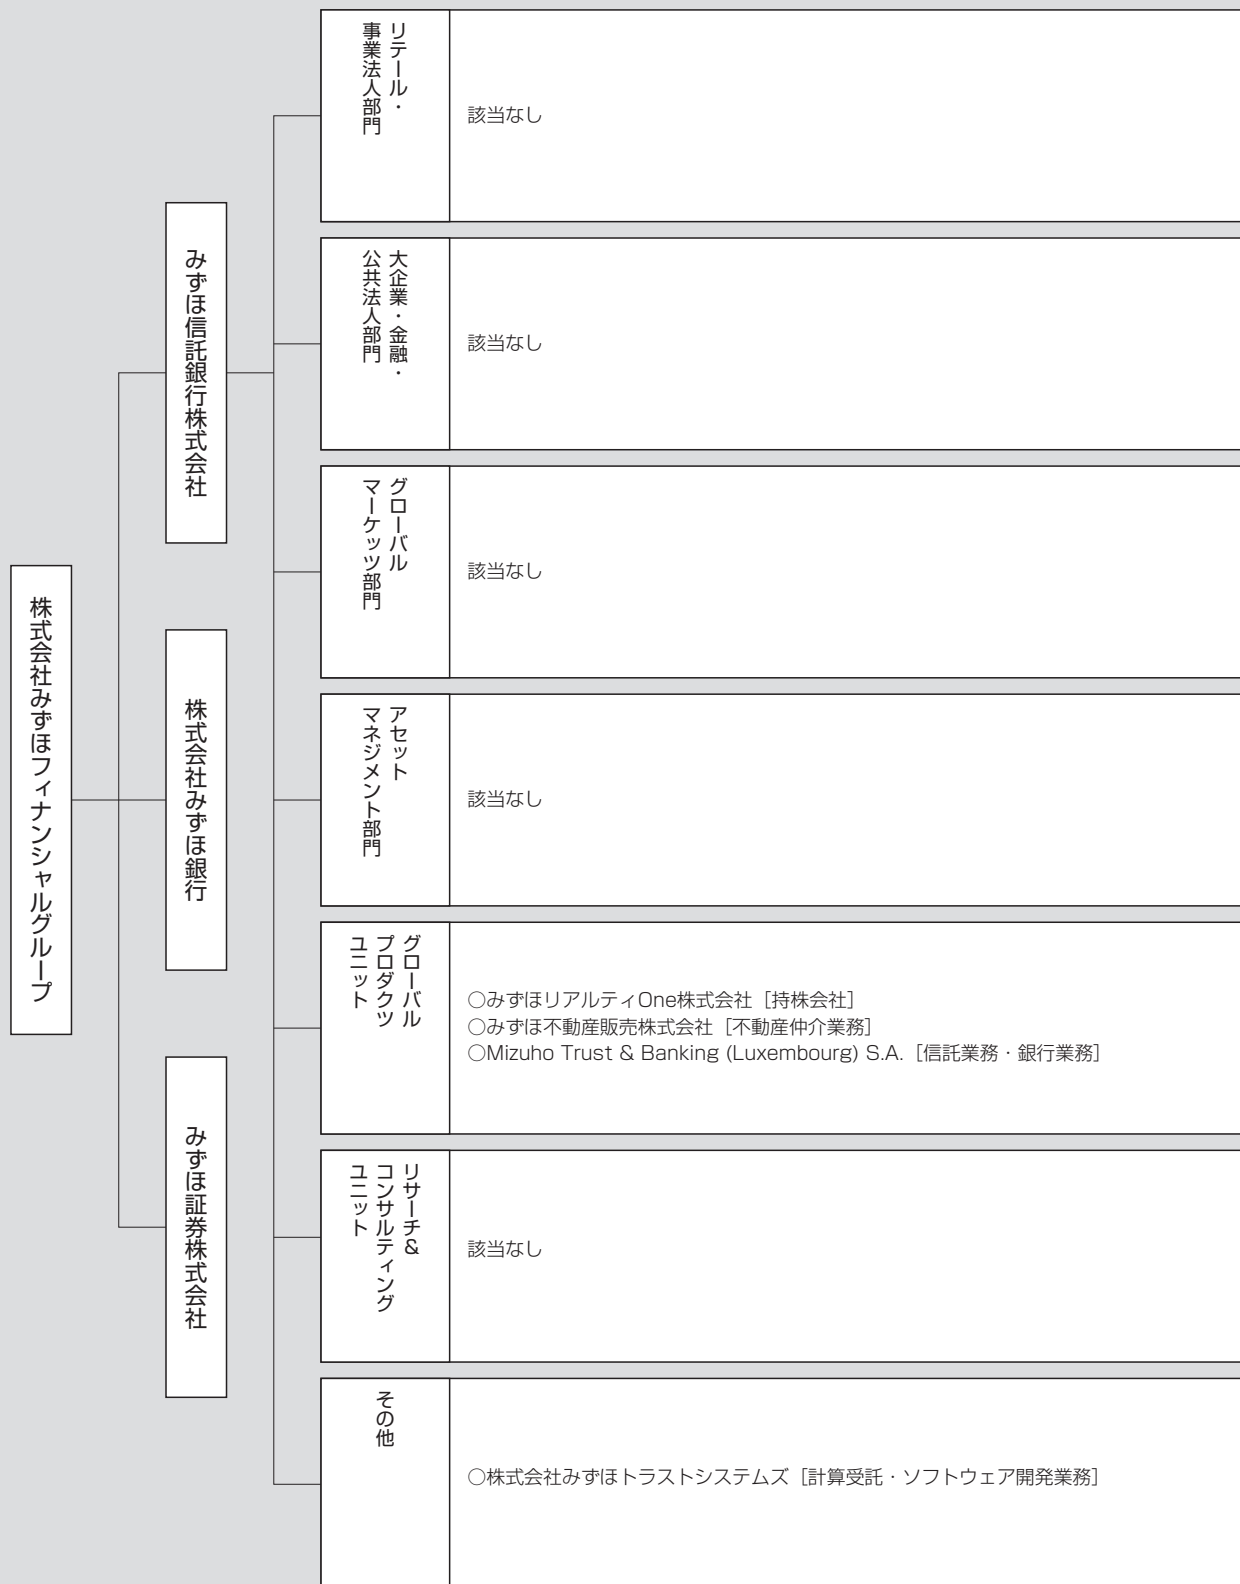 株式会社みずほフィナンシャルグループ
みずほ信託銀行株式会社
株式会社みずほ銀行
みずほ証券株式会社
リテール・
事業法人部門
該当なし
大企業・金融・
公共法人部門
該当なし
グローバル
マーケッツ部門
該当なし
アセット
マネジメント部門
該当なし
グローバル
プロダクツ
ユニット
○みずほリアルティOne株式会社［持株会社］
○みずほ不動産販売株式会社［不動産仲介業務］
○Mizuho Trust & Banking (Luxembourg) S.A.［信託業務・銀行業務］
リサーチ&
コンサルティング
ユニット
該当なし
その他
○株式会社みずほトラストシステムズ［計算受託・ソフトウェア開発業務］